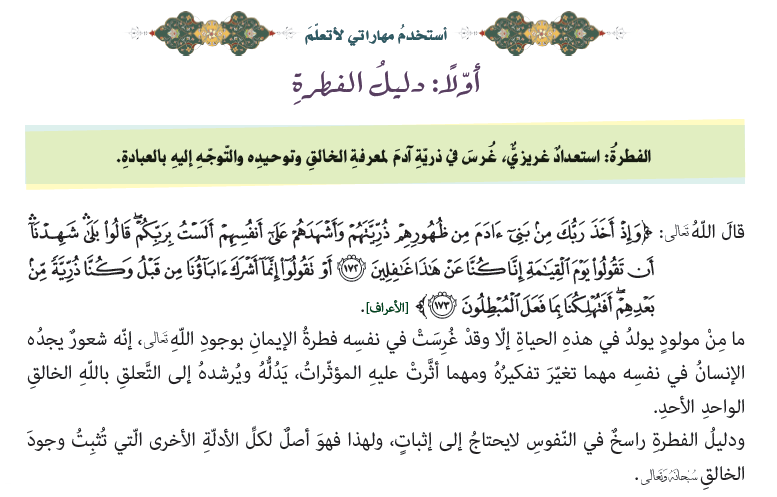 أستخدمُ مهاراتي لأتعلّمَ
أوّلًا: دليلُ الفطرةِ
الفطرةُ: استعدادٌ غريزيٌّ، غُرسَ في ذريّةِ آدمَ لمعرفةِ الخالقِ وتوحيدِه والتّوجّهِ إليهِ بالعبادةِ.
قالَ اللّهُ تعالى: ﴿وَإِذْ أَخَذَ رَبُّكَ مِنۢ بَنِيٓ ءَادَمَ مِن ظُهُورِهِمْ ذُرِّيَّتَهُمْ وَأَشْهَدَهُمْ عَلَىٰٓ أَنفُسِهِمْ أَلَسْتُ بِرَبِّكُمْۖ قَالُوا۟ بَلَىٰۛ شَهِدْنَآۛ
أَن تَقُولُوا۟ يَوْمَ ٱلْقِيَٰمَةِ إِنَّا كُنَّا عَنْ هَٰذَا غَٰفِلِينَ ١٧٢ أَوْ تَقُولُوٓا۟ إِنَّمَآ أَشْرَكَ ءَابَآؤُنَا مِن قَبْلُ وَكُنَّا ذُرِّيَّةً مِّنۢ
بَعْدِهِمْۖ أَفَتُهْلِكُنَا بِمَا فَعَلَ ٱلْمُبْطِلُونَ ١٧٣﴾ [الأعراف].
ما مِنْ مولودٍ يولدُ في هذهِ الحياةِ إلّا وقدْ غُرِسَتْ في نفسِه فطرةُ الإيمانِ بوجودِ اللّهِ تعالى، إنّه شعورٌ يجدُه
الإنسانُ في نفسِه مهما تغيّرَ تفكيرُهُ ومهما أثَّرتْ عليهِ المؤثّراتُ، يَدُلُّهُ ويُرشدهُ إلى التَّعلقِ باللّهِ الخالقِ
الواحدِ الأحدِ.
ودليلُ الفطرةِ راسخٌ في النّفوسِ لايحتاجُ إلى إثباتٍ، ولهذا فهوَ أصلٌ لكلِّ الأدلّةِ الأخرى الّتي تُثبِتُ وجودَ
الخالقِ سُبحانَهُ وتعالى.